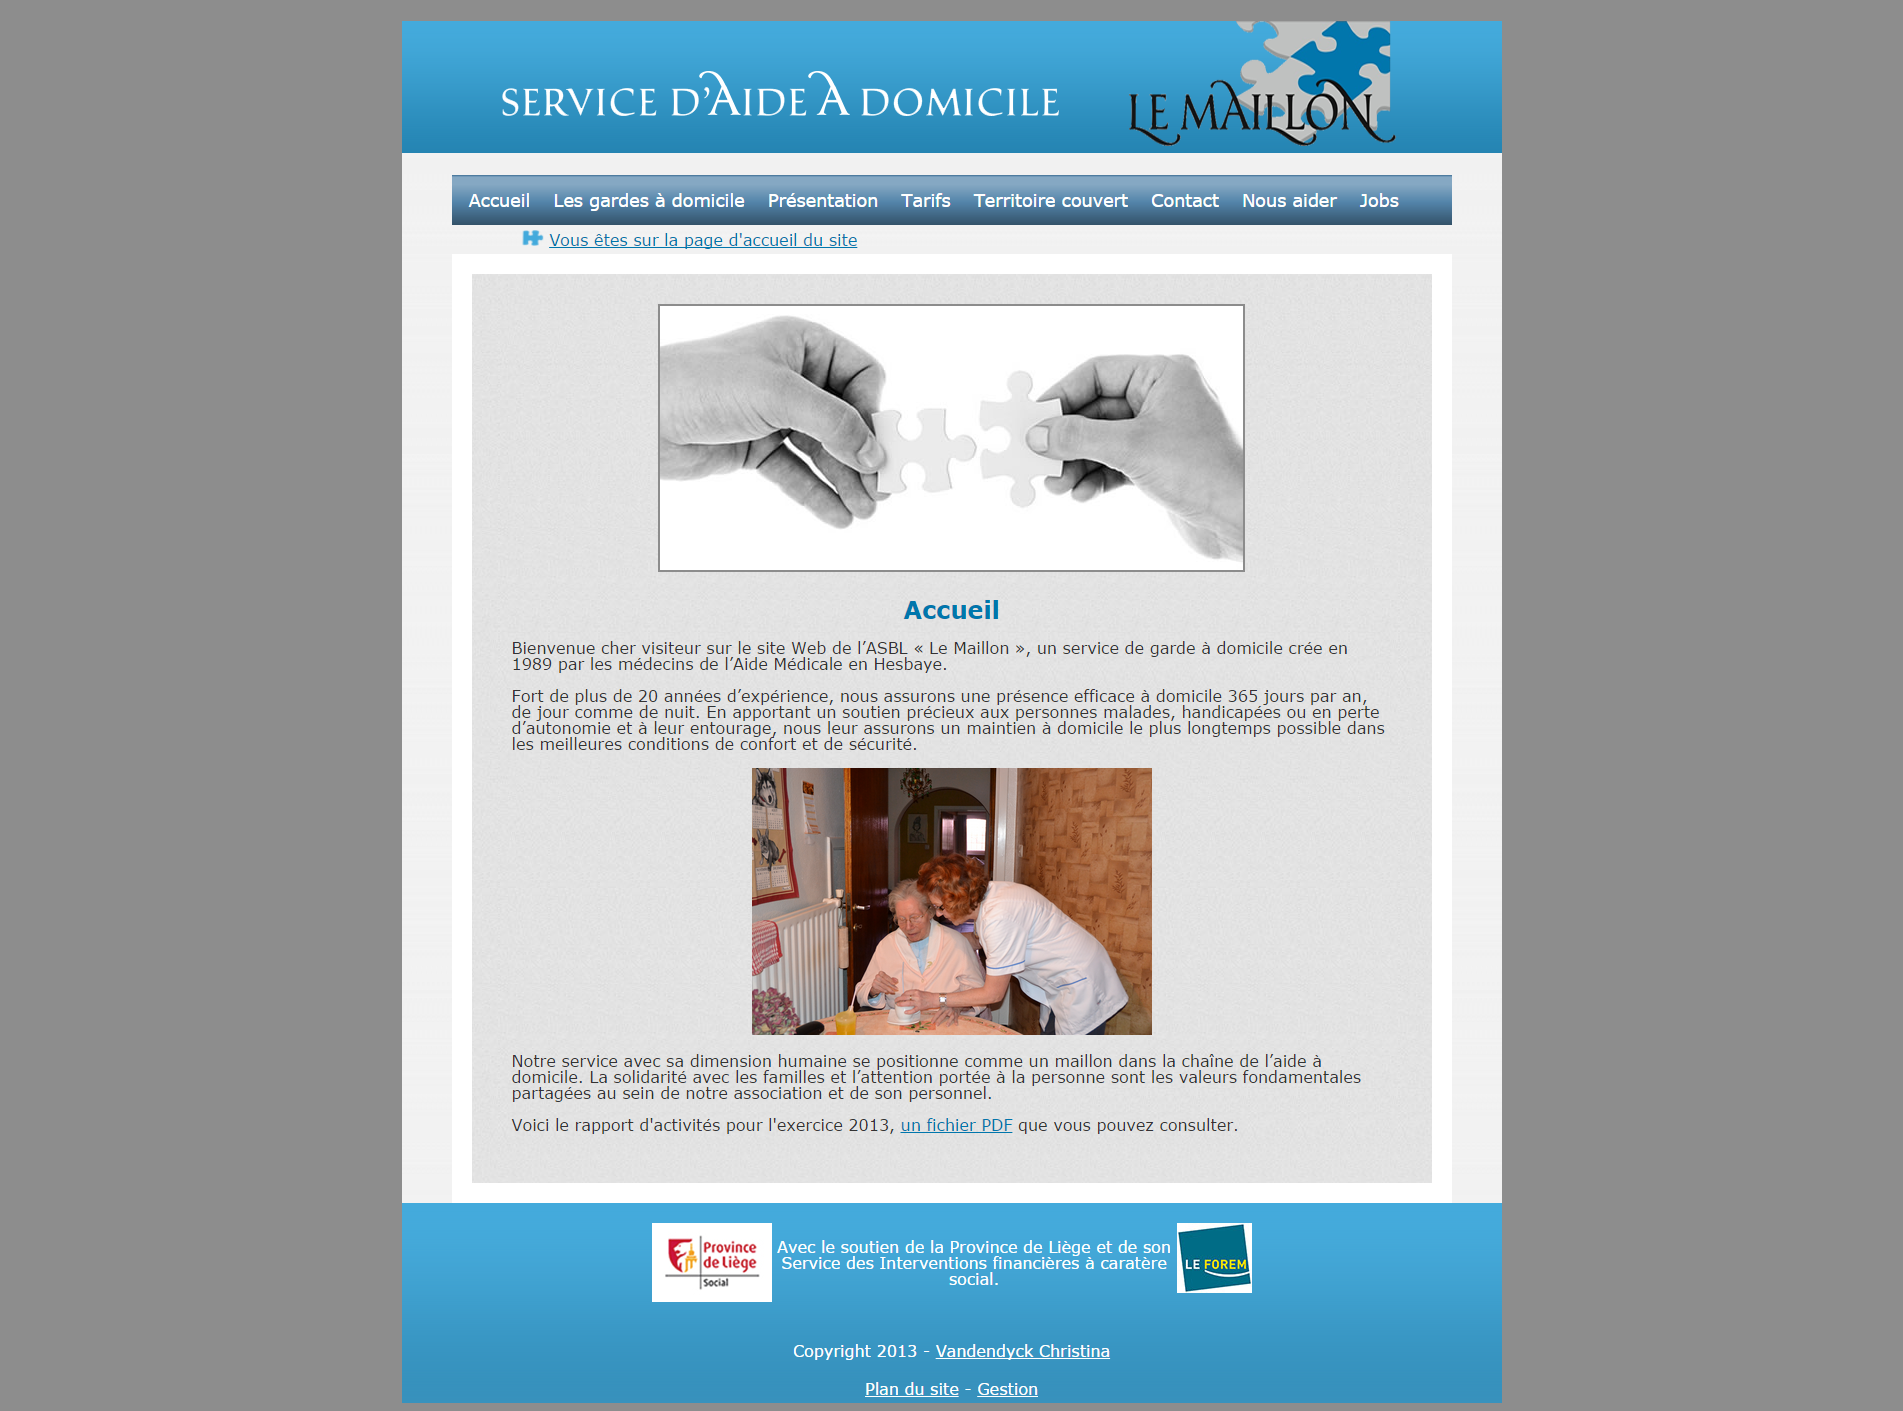 SERVICE D'AIDE A DOMICILE
LE MAILLON
Accueil Les gardes à domicile Présentation Tarifs Territoire couvert Contact Nous aider Jobs
Vous êtes sur la page d'accueil du site
Accueil
Bienvenue cher visiteur sur le site Web de l’ASBL « Le Maillon », un service de garde à domicile crée en
1989 par les médecins de l’Aide Médicale en Hesbaye.
Fort de plus de 20 années d’expérience, nous assurons une présence efficace à domicile 365 jours par an,
de jour comme de nuit. En apportant un soutien précieux aux personnes malades, handicapées ou en perte
d’autonomie et à leur entourage, nous leur assurons un maintien à domicile le plus longtemps possible dans
les meilleures conditions de confort et de sécurité.
Notre service avec sa dimension humaine se positionne comme un maillon dans la chaîne de l’aide à
domicile. La solidarité avec les familles et l’attention portée à la personne sont les valeurs fondamentales
partagées au sein de notre association et de son personnel.
Voici le rapport d'activités pour l'exercice 2013, un fichier PDF que vous pouvez consulter.
Province
de Liège
Social
Avec le soutien de la Province de Liège et de son
Service des Interventions financières à caratère
social.
LE FOREM
Copyright 2013 - Vandendyck Christina
Plan du site - Gestion